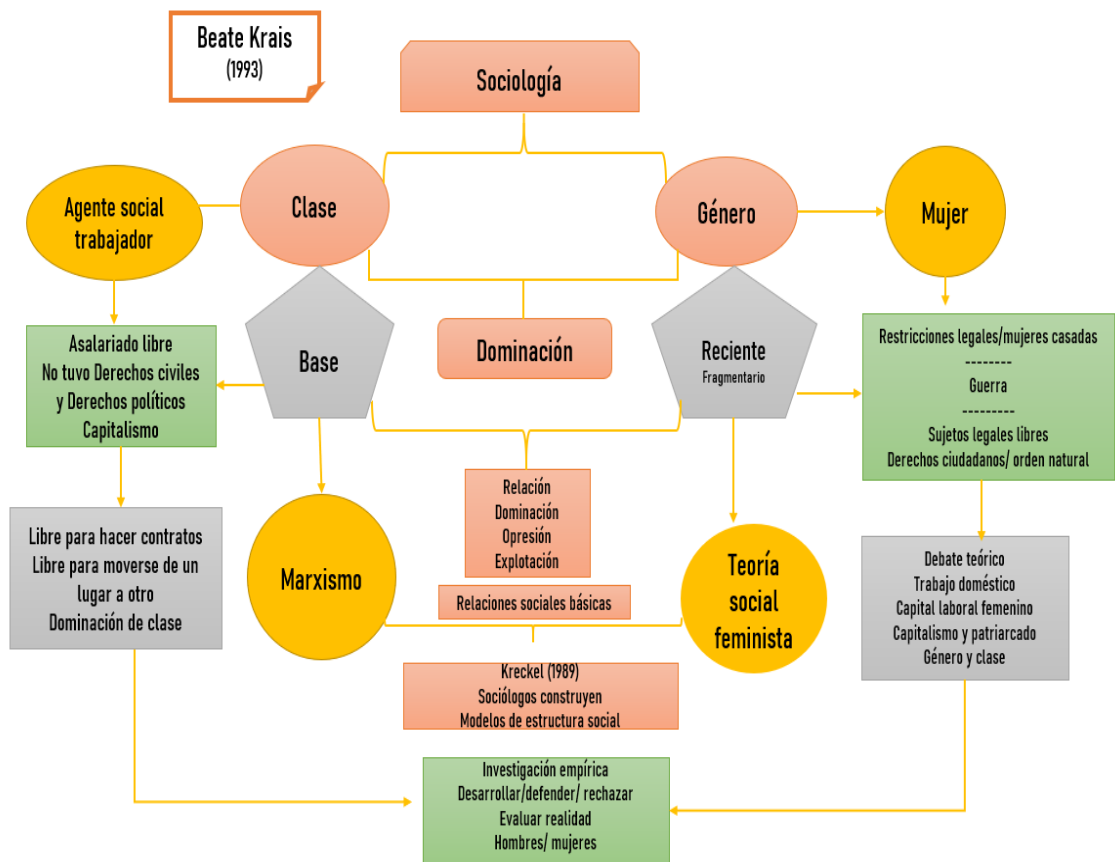 Beate Krais
(1993)
Sociología
Agente social
trabajador
Clase
Género
Mujer
Asalariado libre
No tuvo Derechos civiles
y Derechos políticos
Capitalismo
Base
Dominación
Reciente
Fragmentario
Restricciones legales/mujeres casadas
--------
Guerra
---------
Sujetos legales libres
Derechos ciudadanos/ orden natural
Libre para hacer contratos
Libre para moverse de un
lugar a otro
Dominación de clase
Marxismo
Relación
Dominación
Opresión
Explotación
Relaciones sociales básicas
Teoría
social
feminista
Debate teórico
Trabajo doméstico
Capital laboral femenino
Capitalismo y patriarcado
Género y clase
Kreckel (1989)
Sociólogos construyen
Modelos de estructura social
Investigación empírica
Desarrollar/defender/ rechazar
Evaluar realidad
Hombres/ mujeres